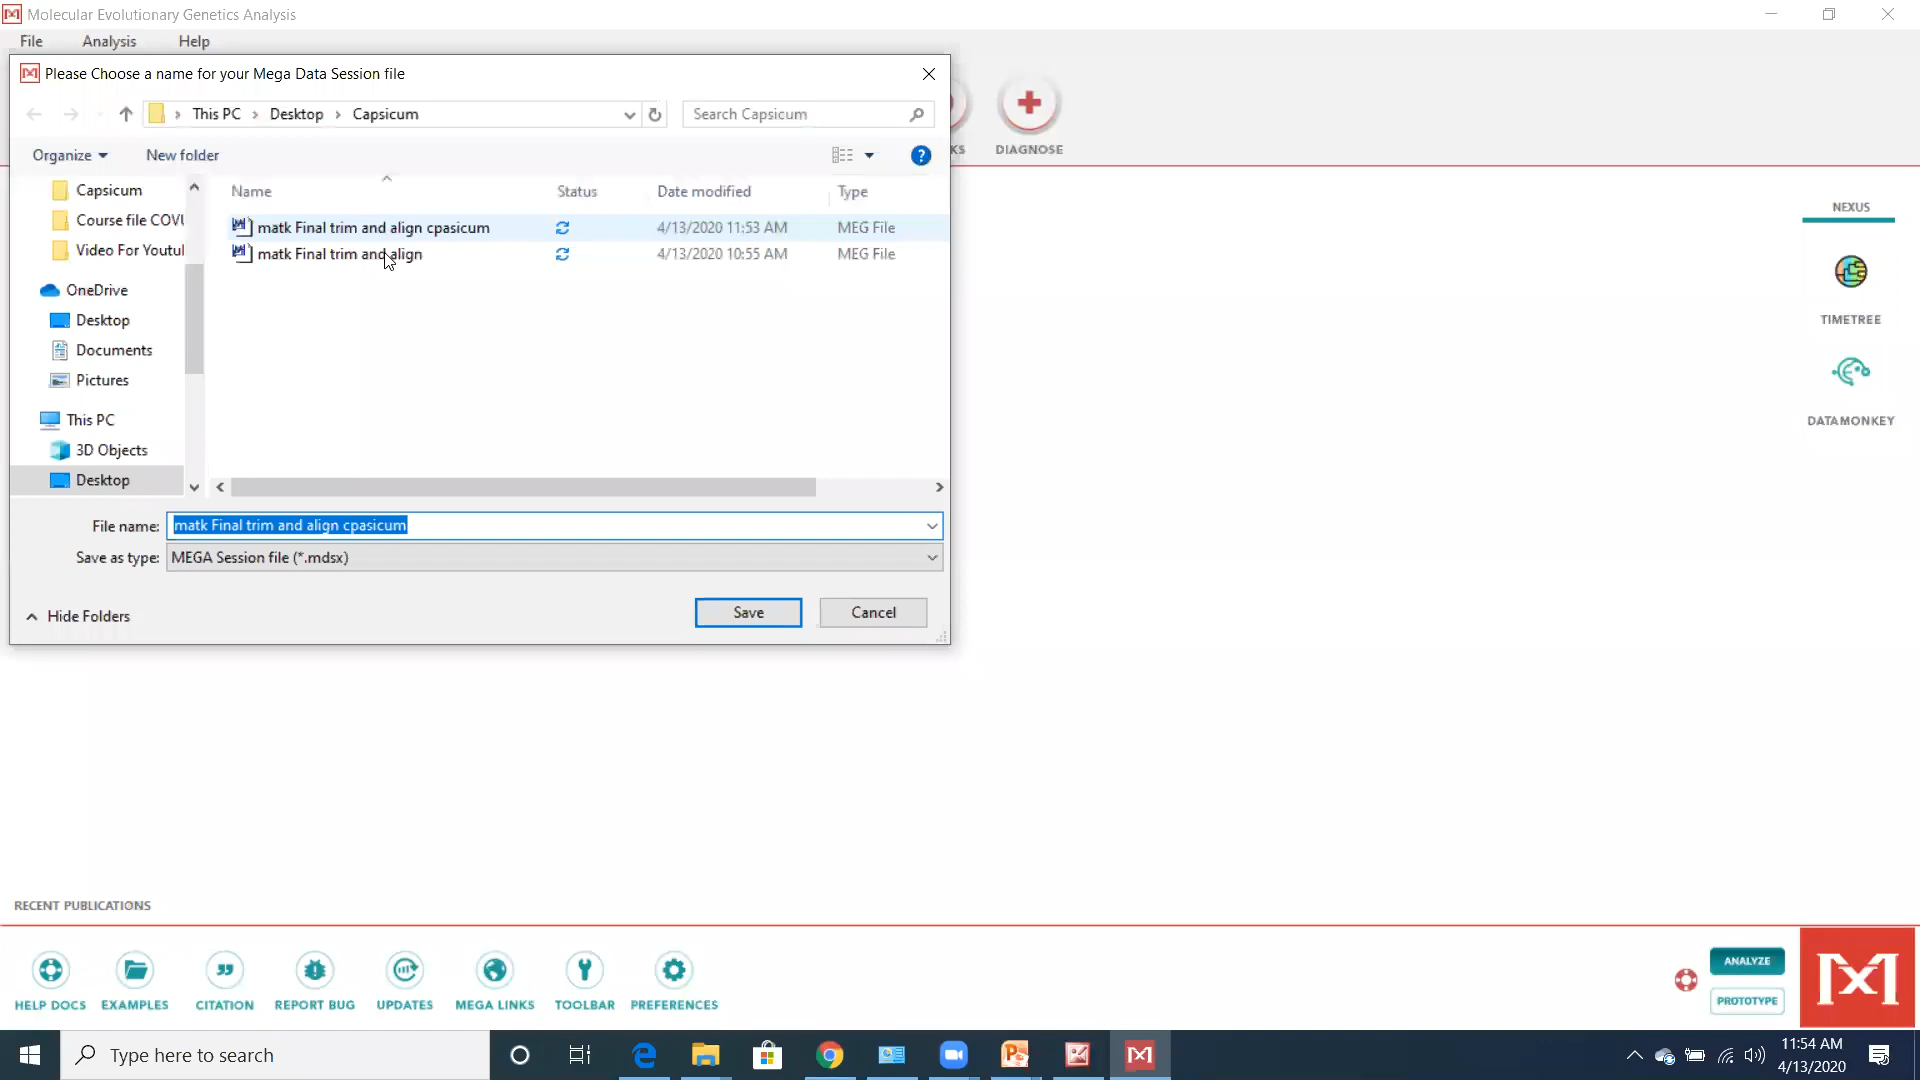 Molecular Evolutionary Genetics Analysis
File Analysis Help
Please Choose a name for your Mega Data Session file
This PC > Desktop > Capsicum
Search Capsicum
Organize New folder
DIAGNOSE
KS
Name Status Date modified Type
Capsicum
Course file COVI
Video For Youtul
OneDrive
Desktop
Documents
Pictures
This PC
3D Objects
Desktop
matk Final trim and align cpasicum 4/13/2020 11:53 AM MEG File
matk Final trim and align 4/13/2020 10:55 AM MEG File
File name: matk Final trim and align cpasicum
Save as type: MEGA Session file (*.mdsx)
Hide Folders
Save Cancel
NEXUS
TIMETREE
DATAMONKEY
RECENT PUBLICATIONS
HELP DOCS EXAMPLES CITATION REPORT BUG UPDATES MEGA LINKS TOOLBAR PREFERENCES
ANALYZE
PROTOTYPE
Type here to search
11:54 AM
4/13/2020